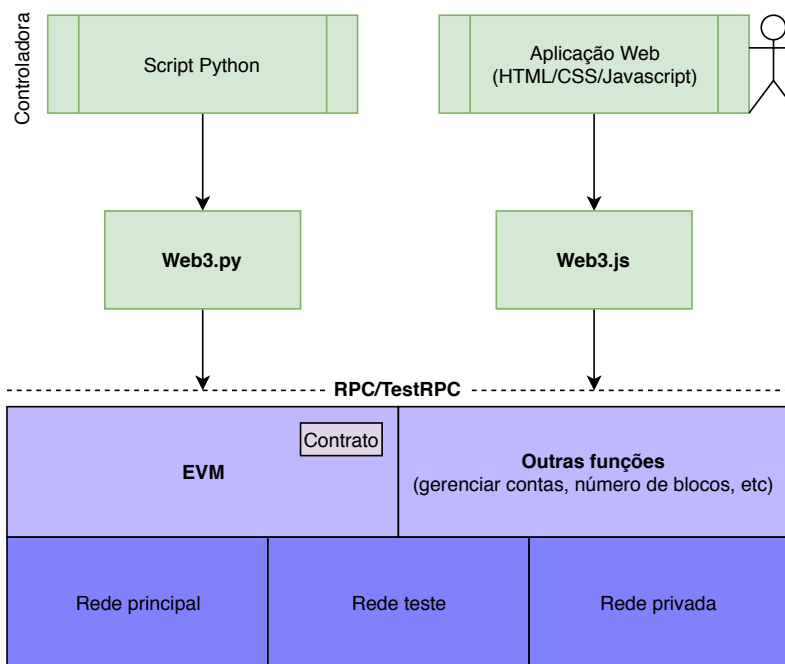 Controladora
Script Python
Aplicação Web
(HTML/CSS/Javascript)
Web3.py
Web3.js
RPC/TestRPC
Contrato
EVM
Outras funções
(gerenciar contas, número de blocos, etc)
Rede principal
Rede teste
Rede privada